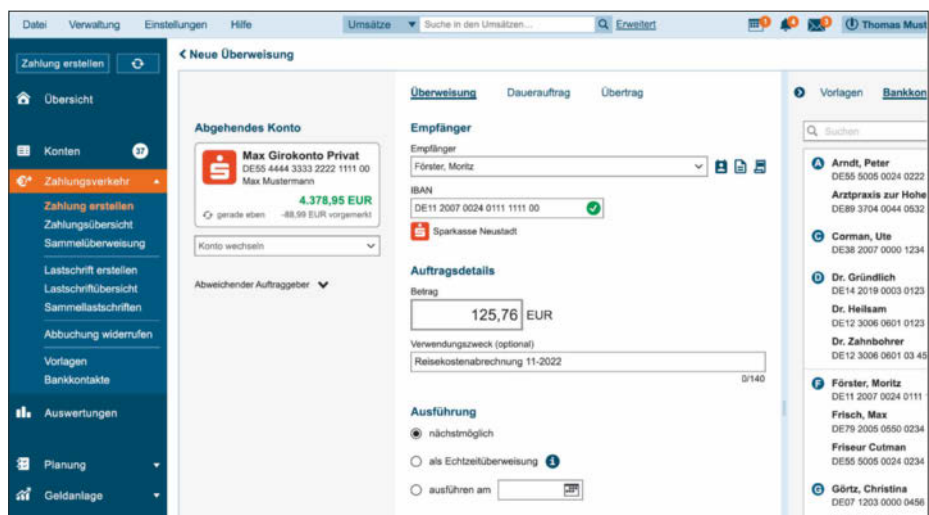 Datei Verwaltung Einstellungen Hilfe Umsätze Suche in den Umsätzen... Erweitert 1 4 3 Thomas Must
Zahlung erstellen
Übersicht
Konten 37
Zahlungsverkehr
Zahlung erstellen
Zahlungsübersicht
Sammelüberweisung
Lastschrift erstellen
Lastschriftübersicht
Sammellastschriften
Abbuchung widerrufen
Vorlagen
Bankkontakte
Auswertungen
Planung
Geldanlage
Neue Überweisung
Abgehendes Konto
Max Girokonto Privat
DE55 4444 3333 2222 1111 00
Max Mustermann
4.378,95 EUR
gerade eben -88,99 EUR vorgemerkt
Konto wechseln
Abweichender Auftraggeber
Überweisung Dauerauftrag Übertrag
Empfänger
Empfänger
Förster, Moritz
IBAN
DE11 2007 0024 0111 1111 00
Sparkasse Neustadt
Auftragsdetails
Betrag
125,76 EUR
Verwendungszweck (optional)
Reisekostenabrechnung 11-2022
0/140
Ausführung
nächstmöglich
als Echtzeitüberweisung
ausführen am
Vorlagen Bankkon
Suchen
A Arndt, Peter
DE55 5005 0024 0222
Arztpraxis zur Hohe
DE89 3704 0044 0532
C Corman, Ute
DE38 2007 0000 1234
D Dr. Gründlich
DE14 2019 0003 0123
Dr. Heilsam
DE12 3006 0601 0123
Dr. Zahnbohrer
DE12 3006 0601 03 45
F Förster, Moritz
DE11 2007 0024 0111
Frisch, Max
DE79 2005 0550 0234
Friseur Cutman
DE55 5005 0024 0234
G Görtz, Christina
DE07 1203 0000 0456